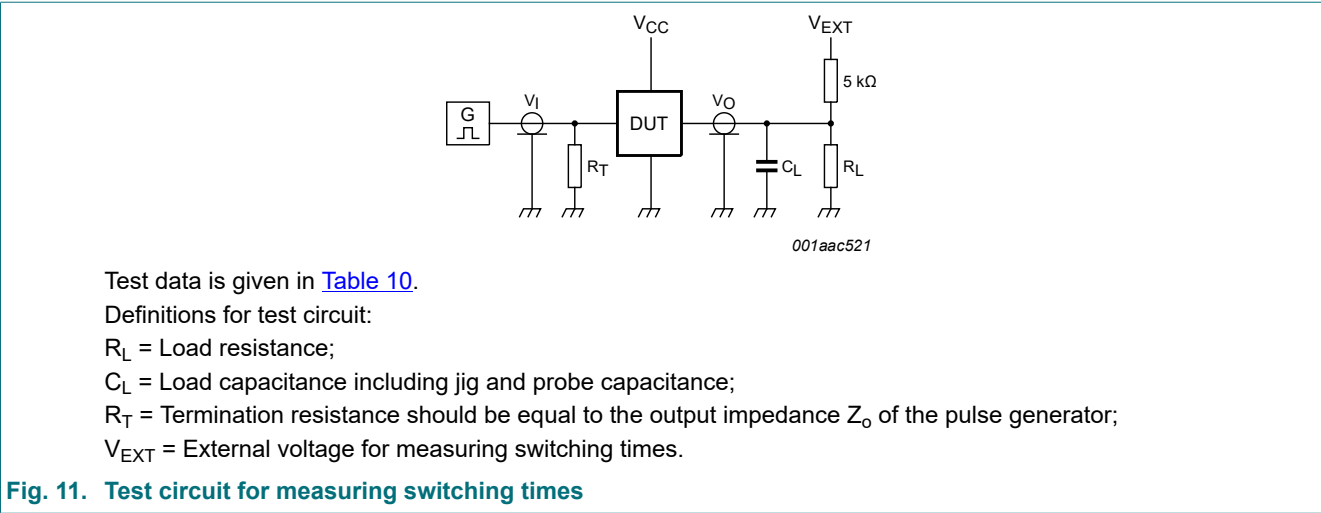 VCC
VEXT
5 kΩ
G
VI
DUT
VO
RT
CL
RL
001aac521
Test data is given in Table 10.
Definitions for test circuit:
RL = Load resistance;
CL = Load capacitance including jig and probe capacitance;
RT = Termination resistance should be equal to the output impedance Zo of the pulse generator;
VEXT = External voltage for measuring switching times.
Fig. 11. Test circuit for measuring switching times